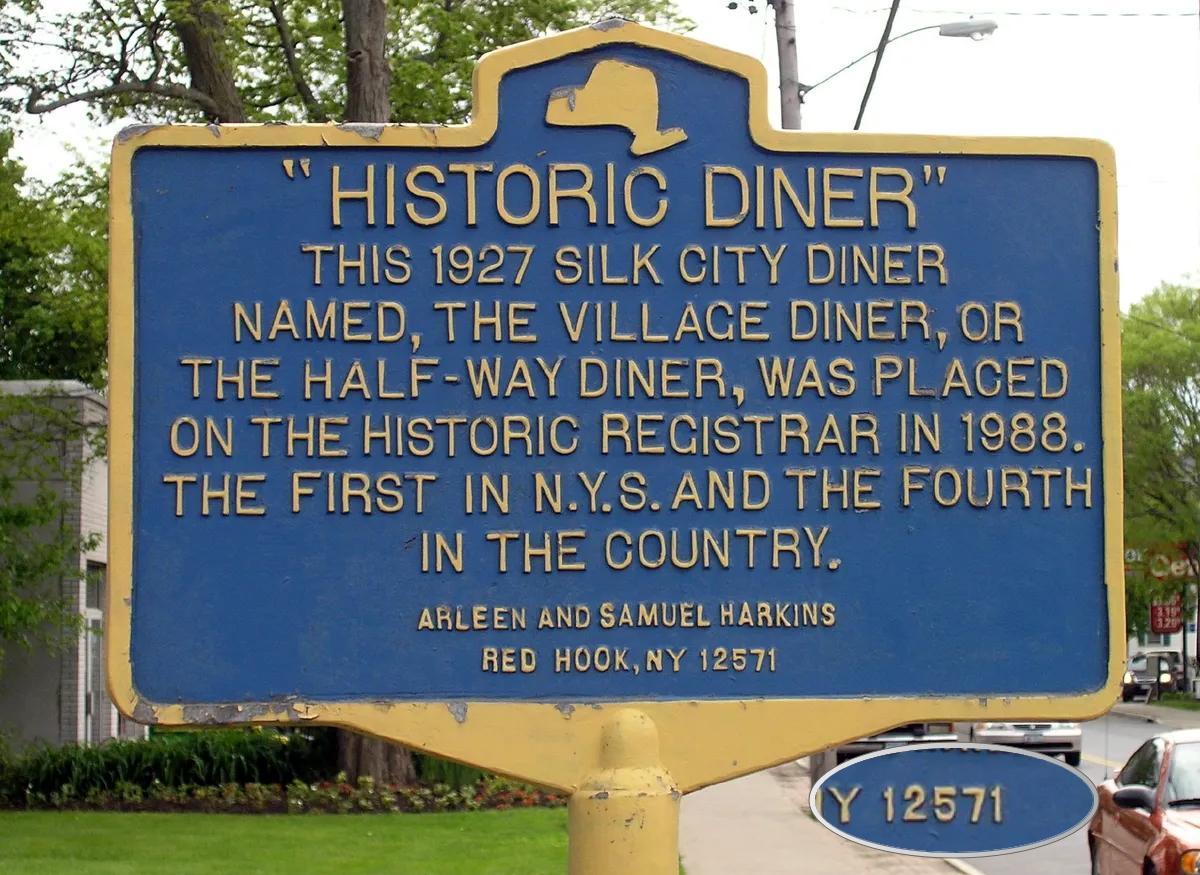 "HISTORIC DINER"
THIS 1927 SILK CITY DINER
NAMED, THE VILLAGE DINER, OR
THE HALF-WAY DINER, WAS PLACED
ON THE HISTORIC REGISTRAR IN 1988.
THE FIRST IN N.Y.S. AND THE FOURTH
IN THE COUNTRY.
ARLEEN AND SAMUEL HARKINS
RED HOOK, NY 12571
Y 12571